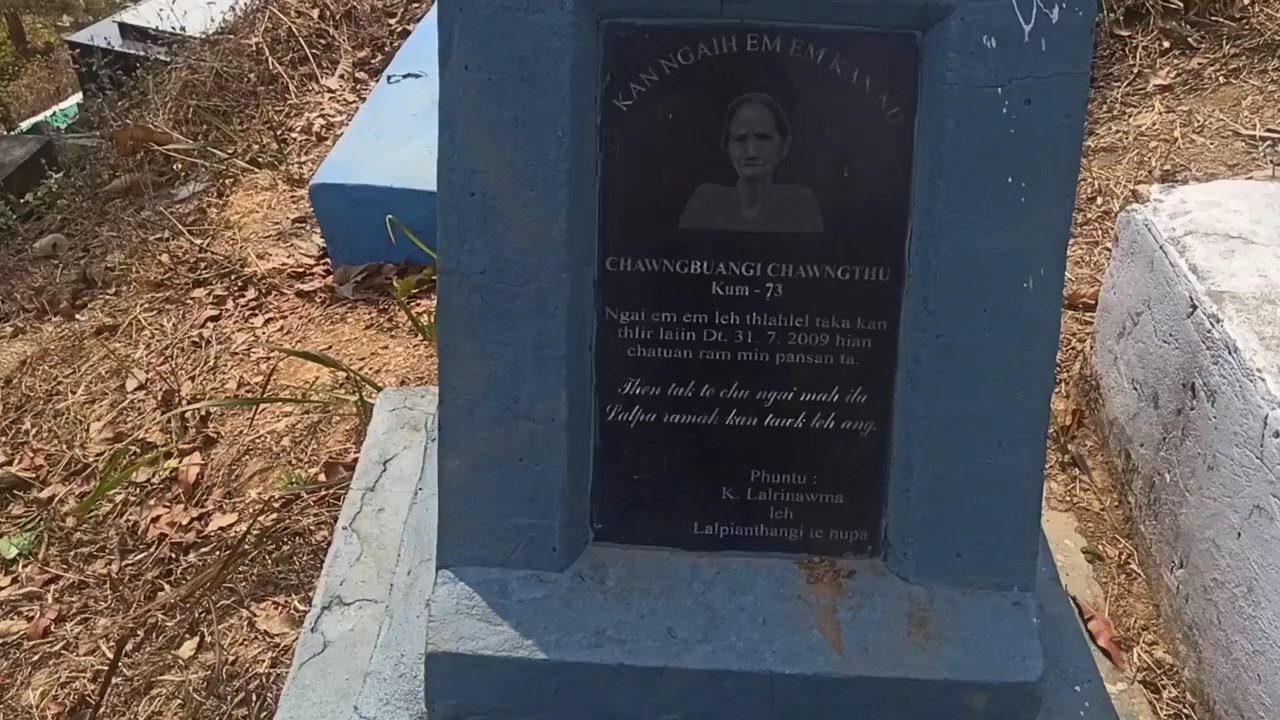 KAN NGAIH EM EM KAN NU
CHAWNGBUANGI CHAWNGTHU
Kum - 73
Ngai em em leh thlahlel taka kan
thlir laiin Dt. 31. 7. 2009 hian
chatuan ram min pansan ta.
Then tak te chu ngai mah ila
Lalpa ramah kan tawk leh ang.
Phuntu :
K. Lalrinawma
leh
Lalpianthangi te nupa